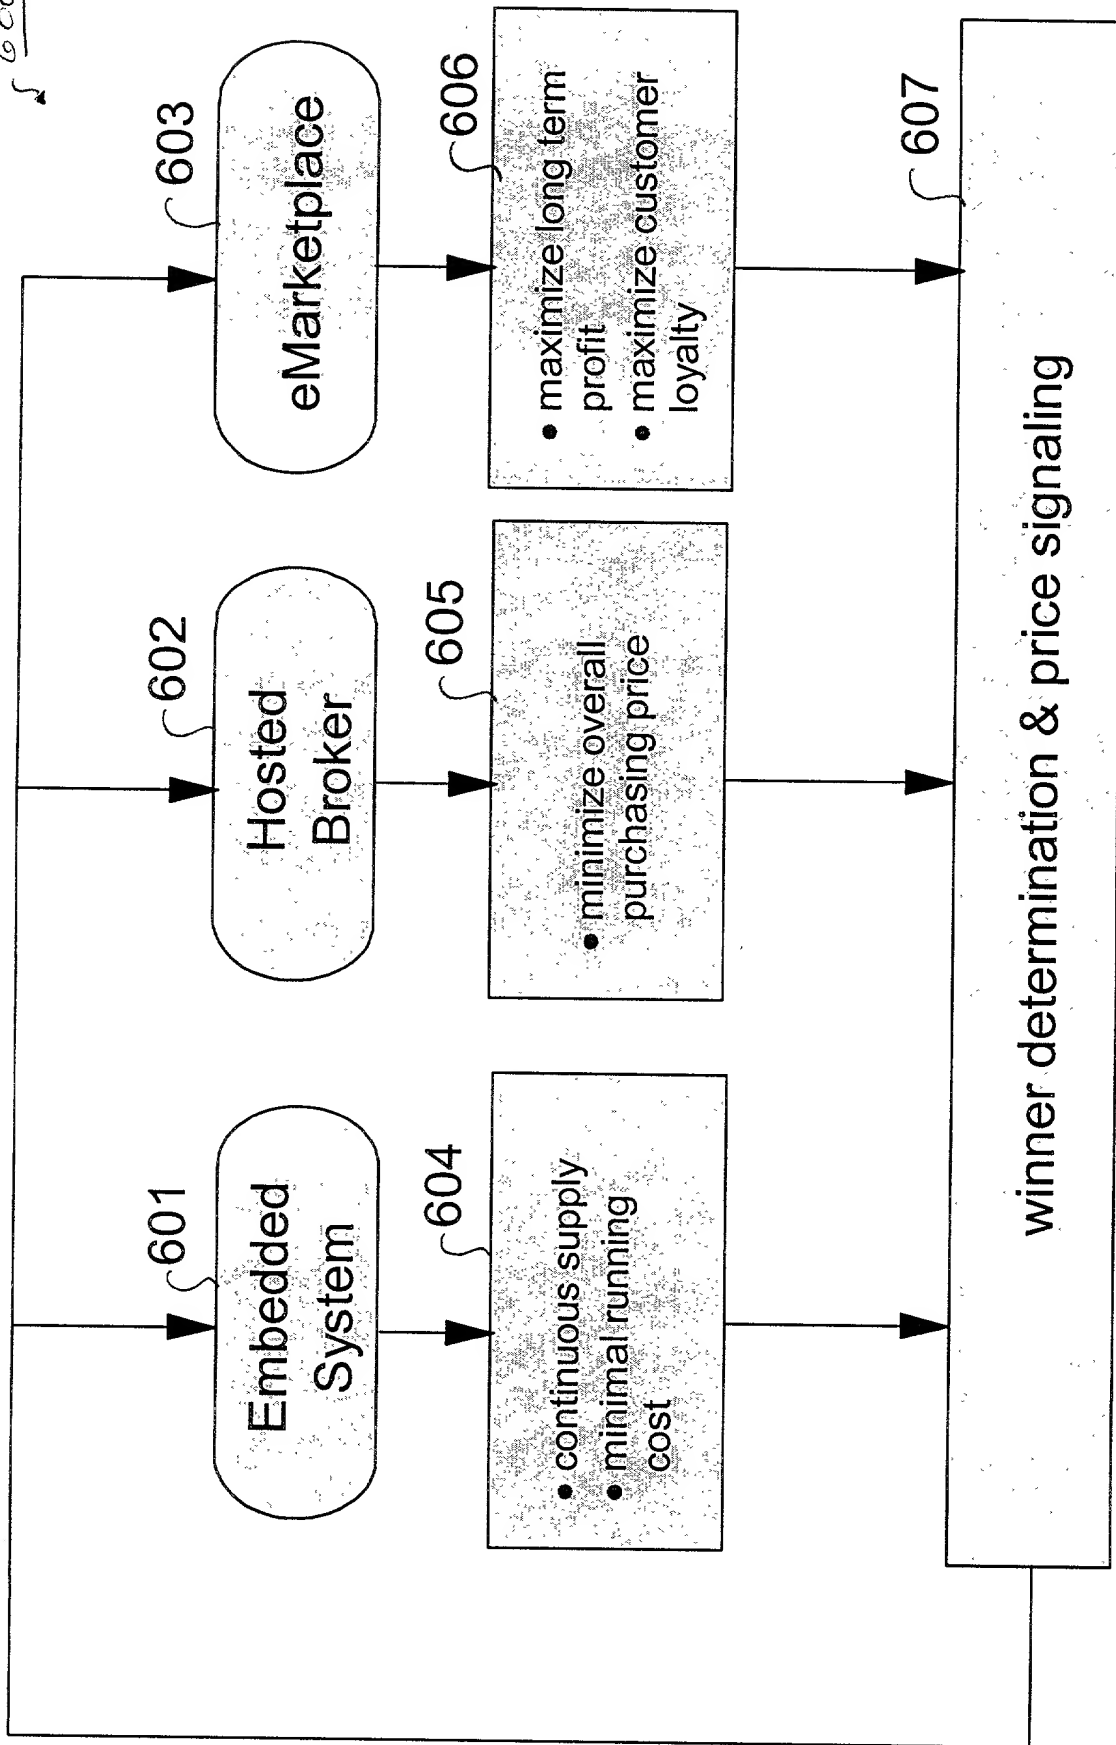 601
602
603
Embedded
System
Hosted
Broker
eMarketplace
604
605
606
• continuous supply
• minimal running
cost
• minimize overall
purchasing price
• maximize long term
profit
• maximize customer
loyalty
607
winner determination & price signaling